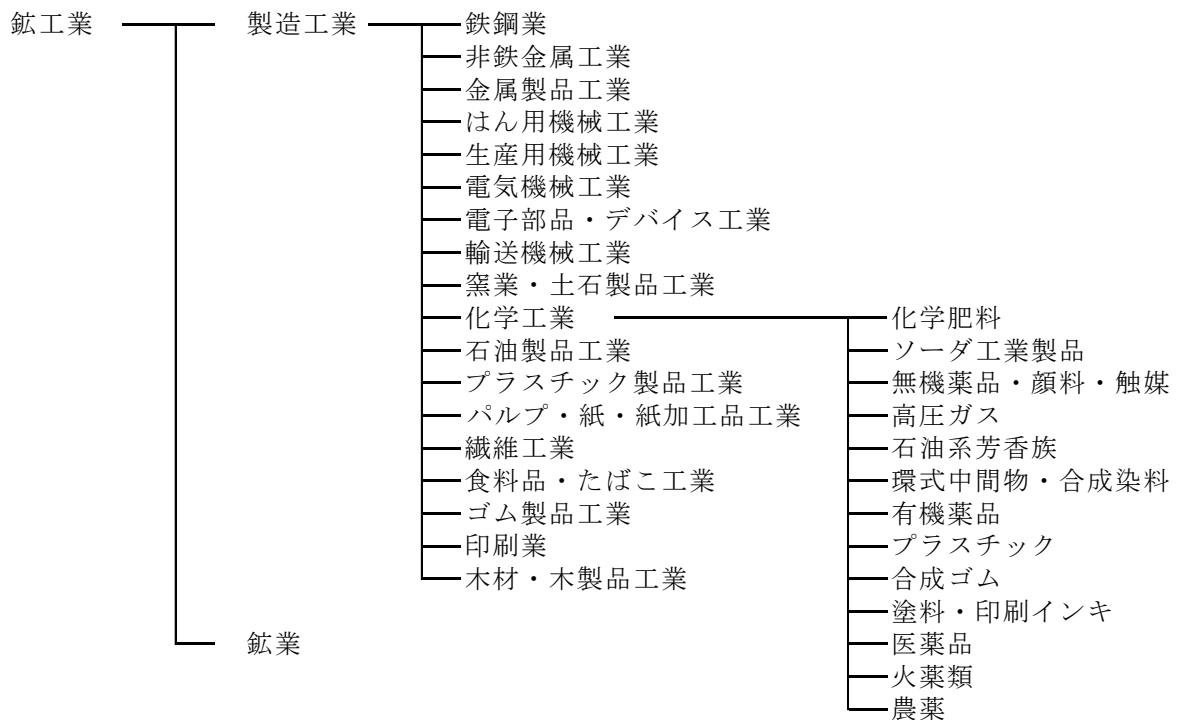 鉱工業 製造工業 鉄鋼業
非鉄金属工業
金属製品工業
はん用機械工業
生産用機械工業
電気機械工業
電子部品・デバイス工業
輸送機械工業
窯業・土石製品工業
化学工業 化学肥料
石油製品工業 ソーダ工業製品
プラスチック製品工業 無機薬品・顔料・触媒
パルプ・紙・紙加工品工業 高圧ガス
繊維工業 石油系芳香族
食料品・たばこ工業 環式中間物・合成染料
ゴム製品工業 有機薬品
印刷業 プラスチック
木材・木製品工業 合成ゴム
塗料・印刷インキ
鉱業 医薬品
火薬類
農薬